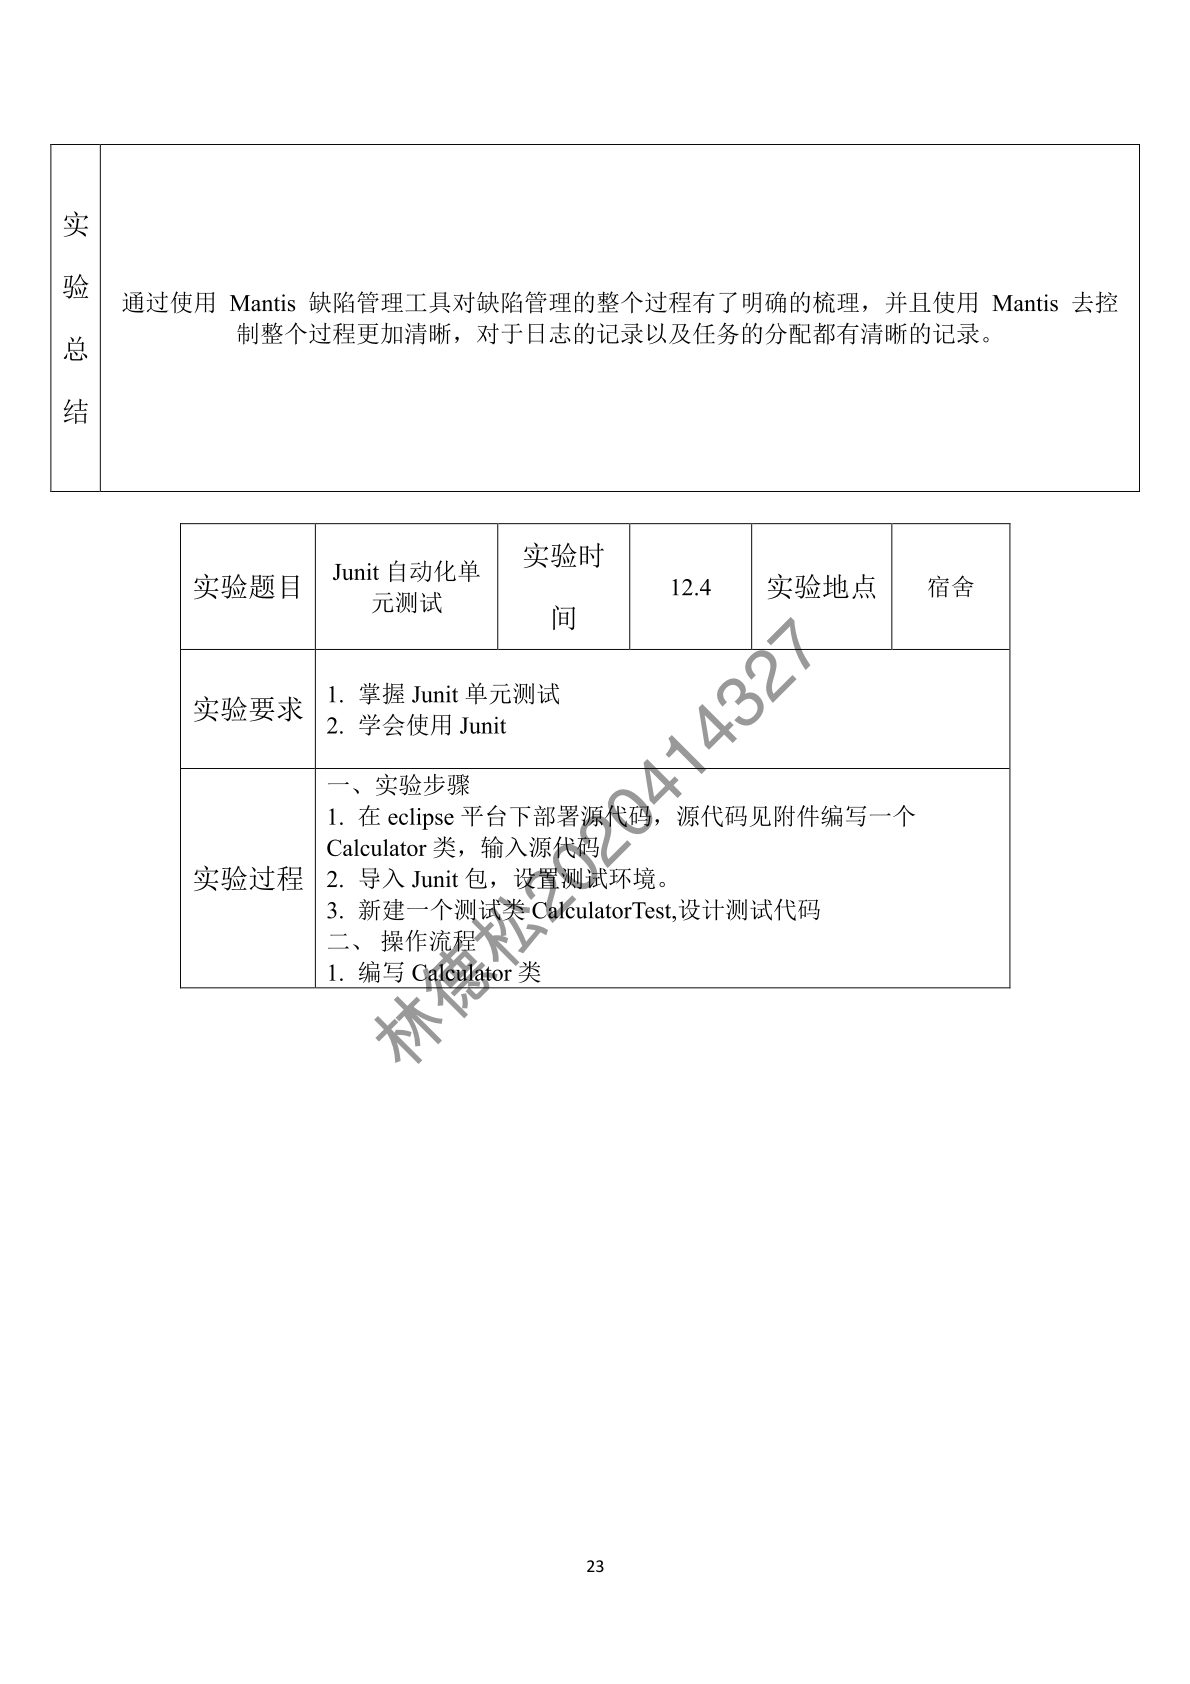 实
验
总
结
通过使用 Mantis 缺陷管理工具对缺陷管理的整个过程有了明确的梳理，并且使用 Mantis 去控
制整个过程更加清晰，对于日志的记录以及任务的分配都有清晰的记录。
实验题目
Junit 自动化单
元测试
实验时
间
12.4
实验地点
宿舍
实验要求
1. 掌握 Junit 单元测试
2. 学会使用 Junit
实验过程
一、实验步骤
1. 在 eclipse 平台下部署源代码，源代码见附件编写一个
Calculator 类，输入源代码
2. 导入 Junit 包，设置测试环境。
3. 新建一个测试类 CalculatorTest,设计测试代码
二、 操作流程
1. 编写 Calculator 类
林德松2020414327
23